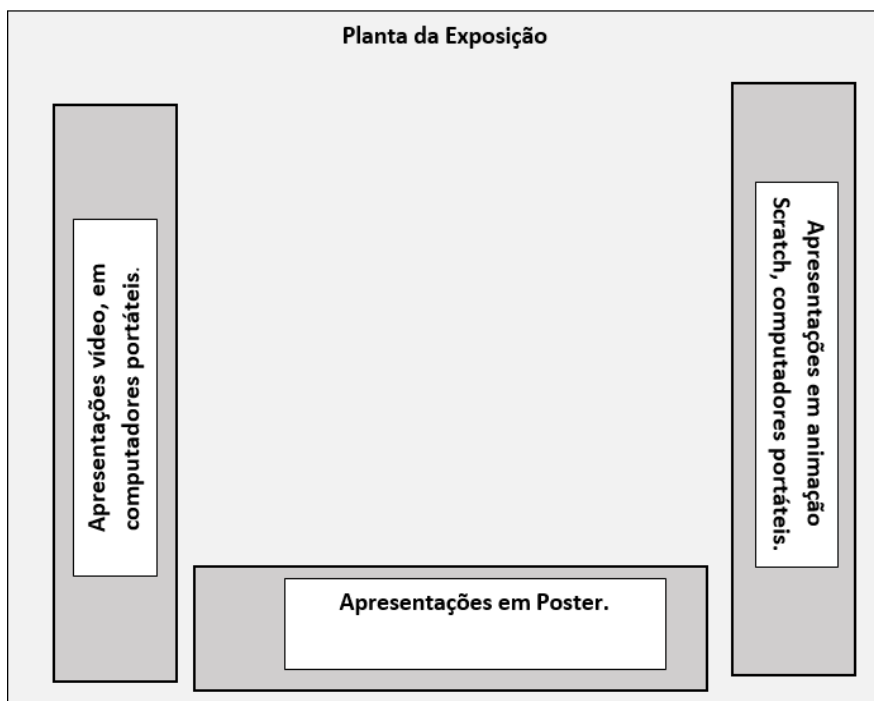 Planta da Exposição
Apresentações vídeo, em
computadores portáteis.
Apresentações em animação
Scratch, computadores portáteis.
Apresentações em Poster.